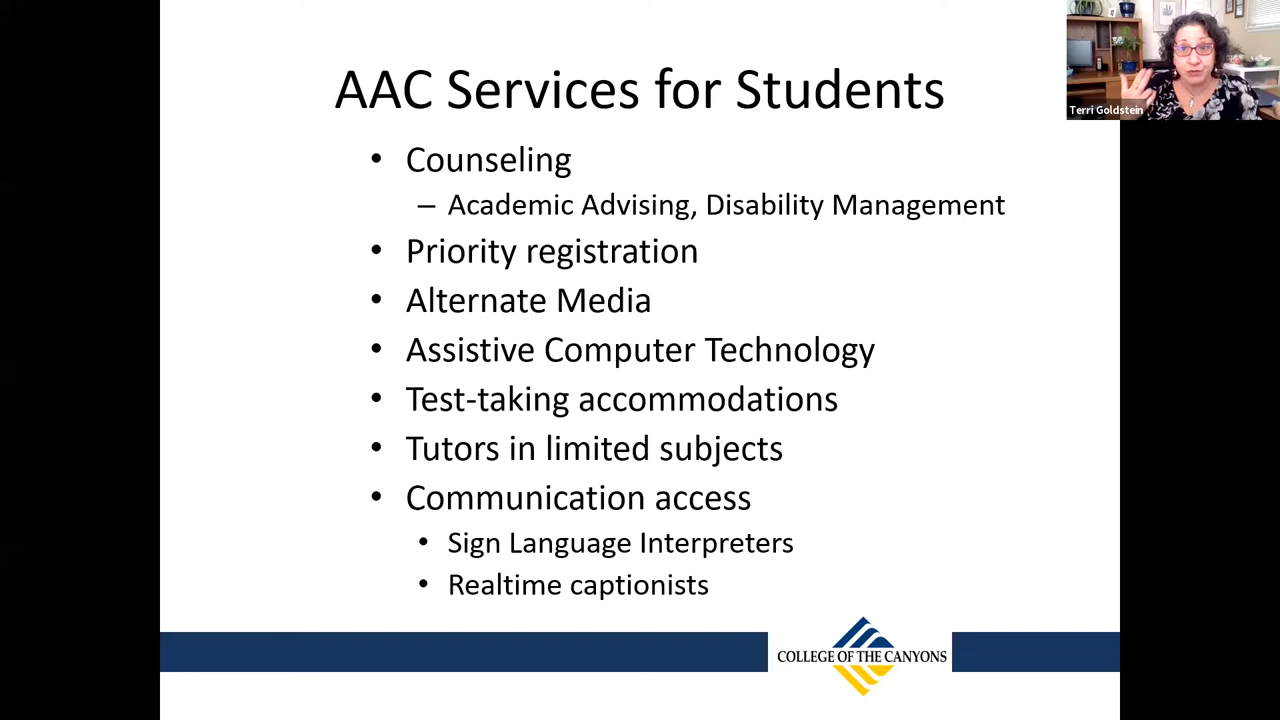 AAC Services for Students
Terri Goldstein
• Counseling
– Academic Advising, Disability Management
• Priority registration
• Alternate Media
• Assistive Computer Technology
• Test-taking accommodations
• Tutors in limited subjects
• Communication access
• Sign Language Interpreters
• Realtime captionists
COLLEGE OF THE CANYONS